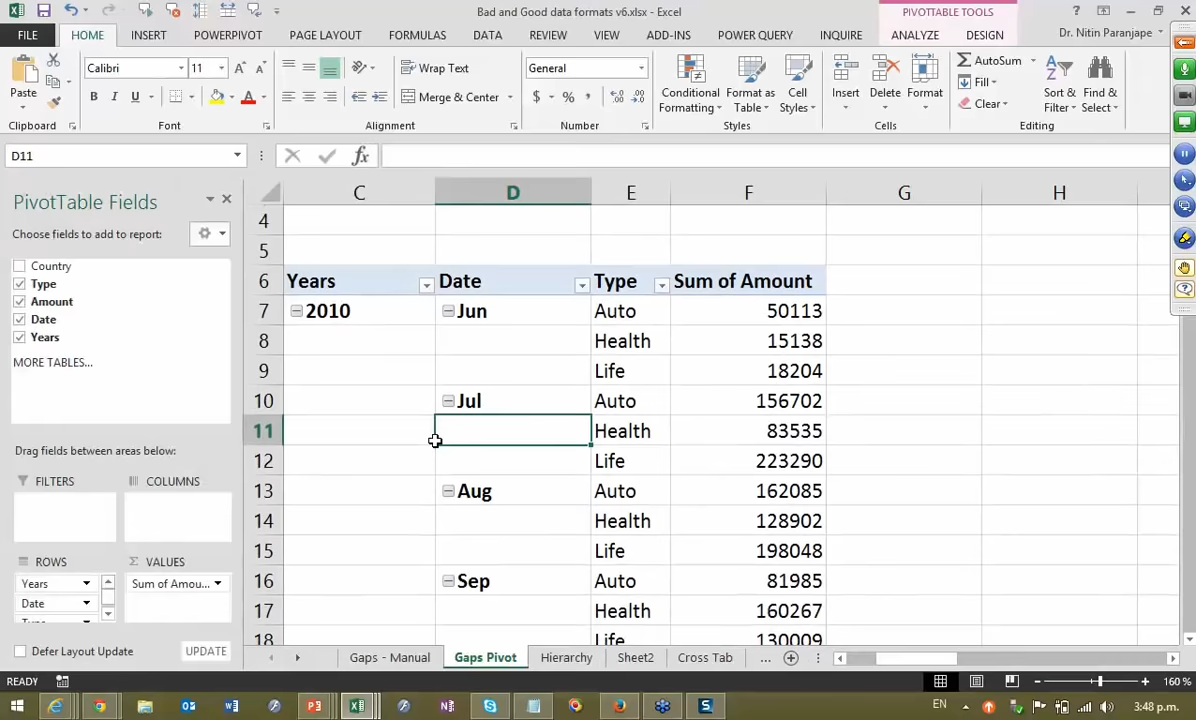 Bad and Good data formats v6.xlsx - Excel
PIVOTTABLE TOOLS
FILE
HOME
INSERT
POWERPIVOT
PAGE LAYOUT
FORMULAS
DATA
REVIEW
VIEW
ADD-INS
POWER QUERY
INQUIRE
ANALYZE
DESIGN
Dr. Nitin Paranjape
Paste
Calibri
11
B I U
Wrap Text
Merge & Center
General
$ % ,
Conditional Formatting
Format as Table
Cell Styles
Insert
Delete
Format
AutoSum
Fill
Clear
Sort & Filter
Find & Select
Clipboard
Font
Alignment
Number
Styles
Cells
Editing
D11
fx
PivotTable Fields
Choose fields to add to report:
Country
Type
Amount
Date
Years
MORE TABLES...
Drag fields between areas below:
FILTERS
COLUMNS
ROWS
Σ VALUES
Years
Sum of Amou...
Date
Defer Layout Update
UPDATE
C D E F G H
4
5
6 Years Date Type Sum of Amount
7 2010 Jun Auto 50113
8 Health 15138
9 Life 18204
10 Jul Auto 156702
11 Health 83535
12 Life 223290
13 Aug Auto 162085
14 Health 128902
15 Life 198048
16 Sep Auto 81985
17 Health 160267
18 Life 130009
Gaps - Manual
Gaps Pivot
Hierarchy
Sheet2
Cross Tab
...
READY
160 %
EN
3:48 p.m.